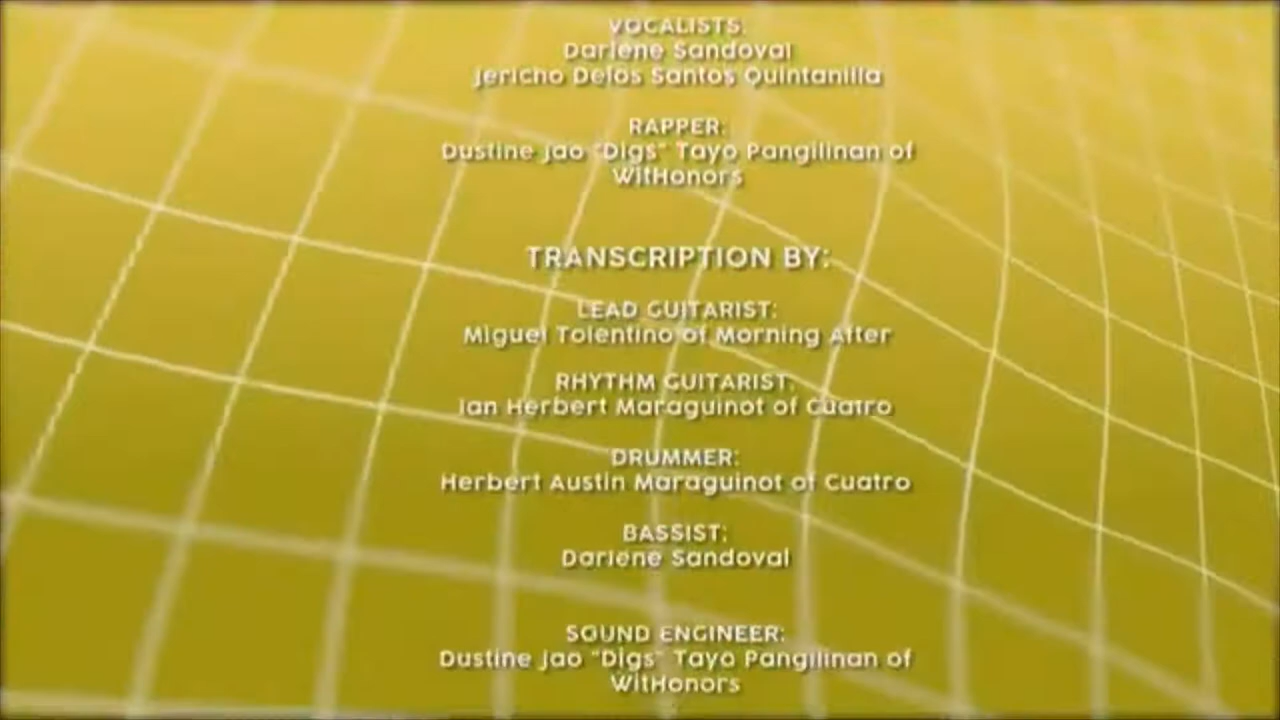 VOCALISTS:
Darlene Sandoval
Jericho Delos Santos Quintanilla
RAPPER:
Dustine Jao "Digs" Tayo Pangilinan of
WitHonors
TRANSCRIPTION BY:
LEAD GUITARIST:
Miguel Tolentino of Morning After
RHYTHM GUITARIST:
Ian Herbert Maraguinot of Cuatro
DRUMMER:
Herbert Austin Maraguinot of Cuatro
BASSIST:
Darlene Sandoval
SOUND ENGINEER:
Dustine Jao "Digs" Tayo Pangilinan of
WitHonors